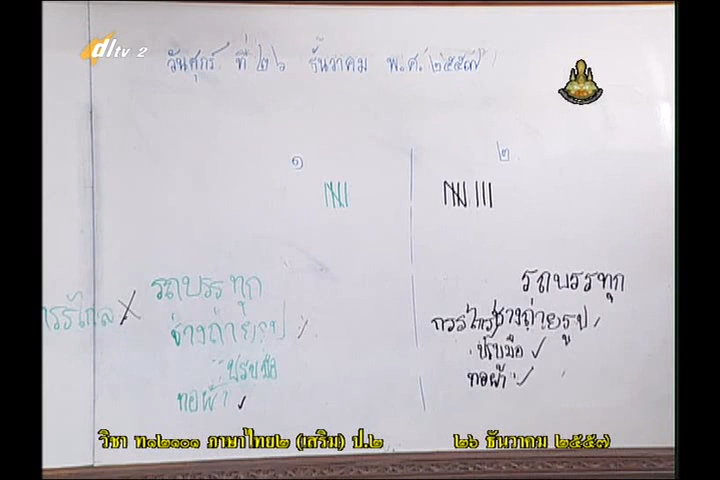 dltv 2
วันศุกร์ ที่ ๒๖ ธันวาคม พ.ศ. ๒๕๕๗
๑
๒
รถบรรทุก
ช่างถ่ายรูป
ปรบมือ
ทอผ้า
รถบรรทุก
ช่างถ่ายรูป
ปรบมือ
ทอผ้า
วิชา ท๑๒๑๐๑ ภาษาไทย๒ (เสริม) ป.๒
๒๖ ธันวาคม ๒๕๕๗